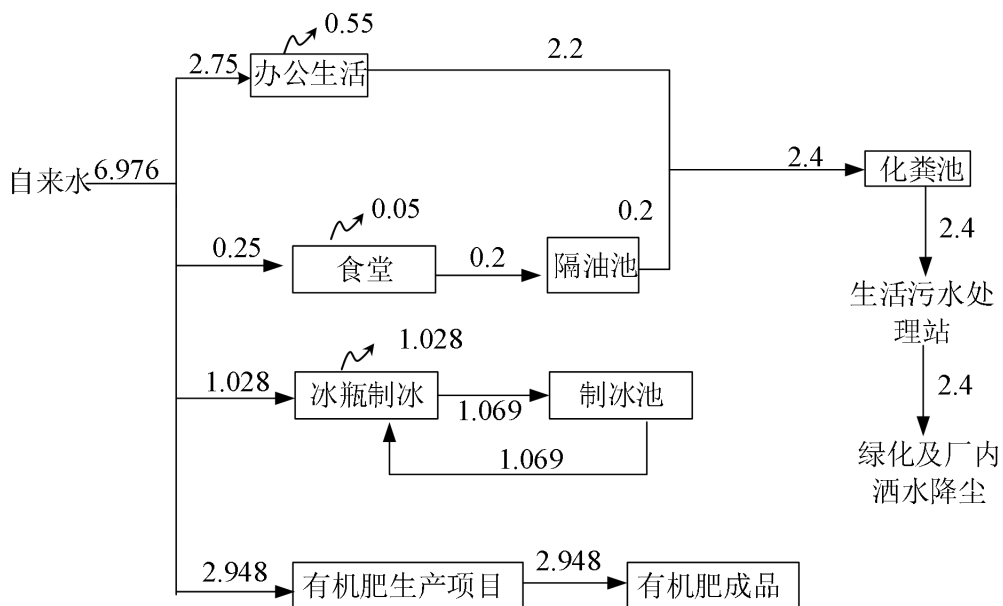 0.55
2.75
办公生活
2.2
自来水
6.976
2.4
化粪池
0.05
0.25
食堂
0.2
隔油池
0.2
2.4
生活污水处
理站
1.028
1.028
冰瓶制冰
1.069
制冰池
1.069
2.4
绿化及厂内
洒水降尘
2.948
有机肥生产项目
2.948
有机肥成品